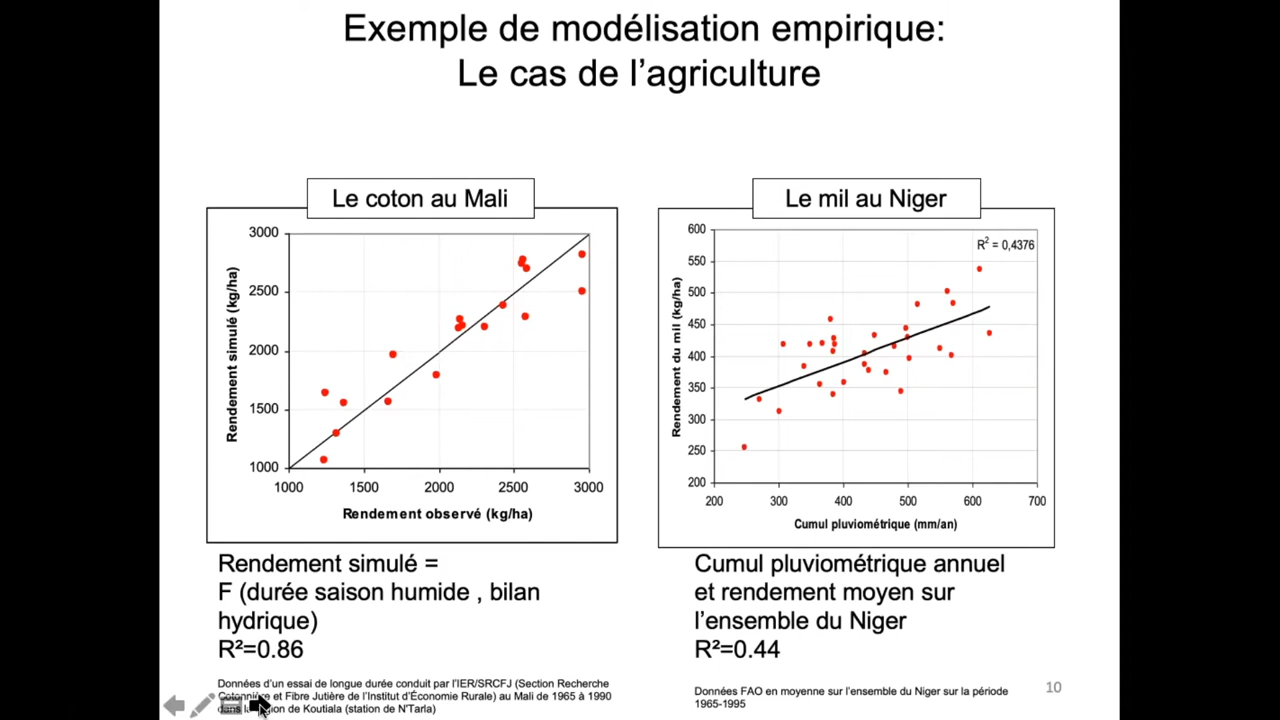 Exemple de modélisation empirique:
Le cas de l’agriculture
Le coton au Mali
3000
2500
2000
1500
1000
Rendement simulé (kg/ha)
1000 1500 2000 2500 3000
Rendement observé (kg/ha)
Rendement simulé =
F (durée saison humide , bilan
hydrique)
R²=0.86
Données d’un essai de longue durée conduit par l’IER/SRCFJ (Section Recherche
Cotonnière et Fibre Jutière de l’Institut d’Économie Rurale) au Mali de 1965 à 1990
dans la région de Koutiala (station de N'Tarla)
Le mil au Niger
R² = 0,4376
600
550
500
450
400
350
300
250
200
Rendement du mil (kg/ha)
200 300 400 500 600 700
Cumul pluviométrique (mm/an)
Cumul pluviométrique annuel
et rendement moyen sur
l’ensemble du Niger
R²=0.44
Données FAO en moyenne sur l’ensemble du Niger sur la période
1965-1995
10